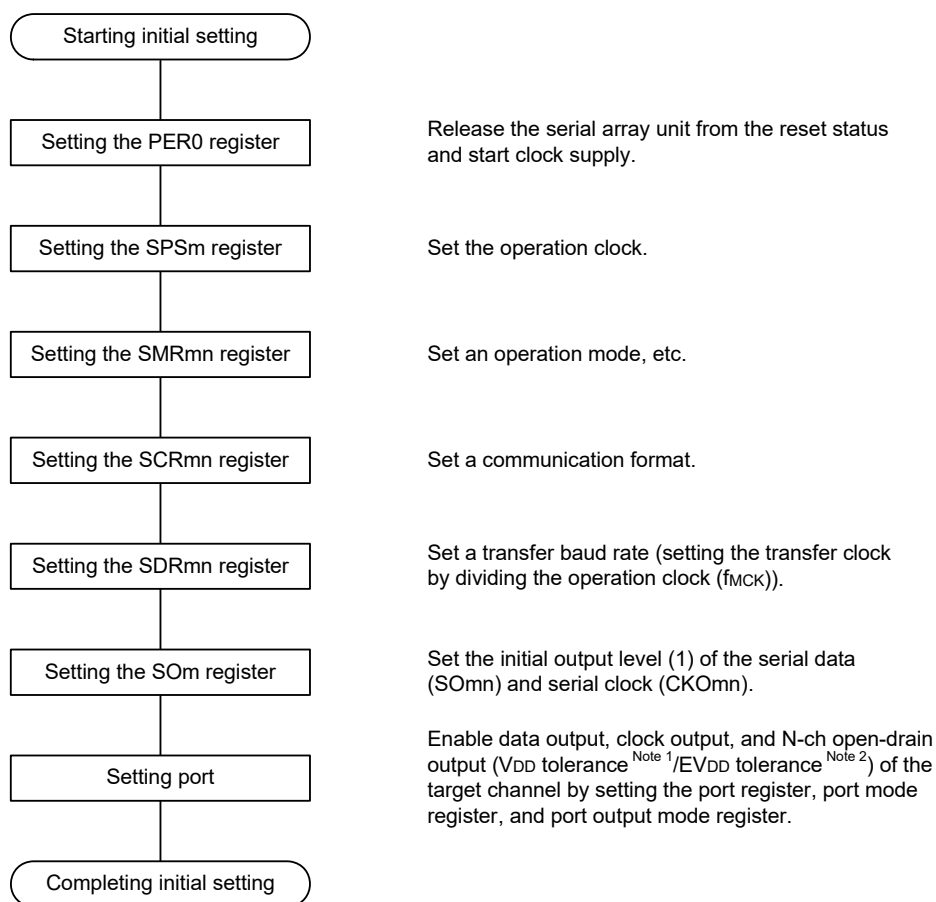 Starting initial setting
Setting the PER0 register
Release the serial array unit from the reset status
and start clock supply.
Setting the SPSm register
Set the operation clock.
Setting the SMRmn register
Set an operation mode, etc.
Setting the SCRmn register
Set a communication format.
Setting the SDRmn register
Set a transfer baud rate (setting the transfer clock
by dividing the operation clock (fMCK)).
Setting the SOm register
Set the initial output level (1) of the serial data
(SOmn) and serial clock (CKOmn).
Setting port
Enable data output, clock output, and N-ch open-drain
output (VDD tolerance Note 1/EVDD tolerance Note 2) of the
target channel by setting the port register, port mode
register, and port output mode register.
Completing initial setting